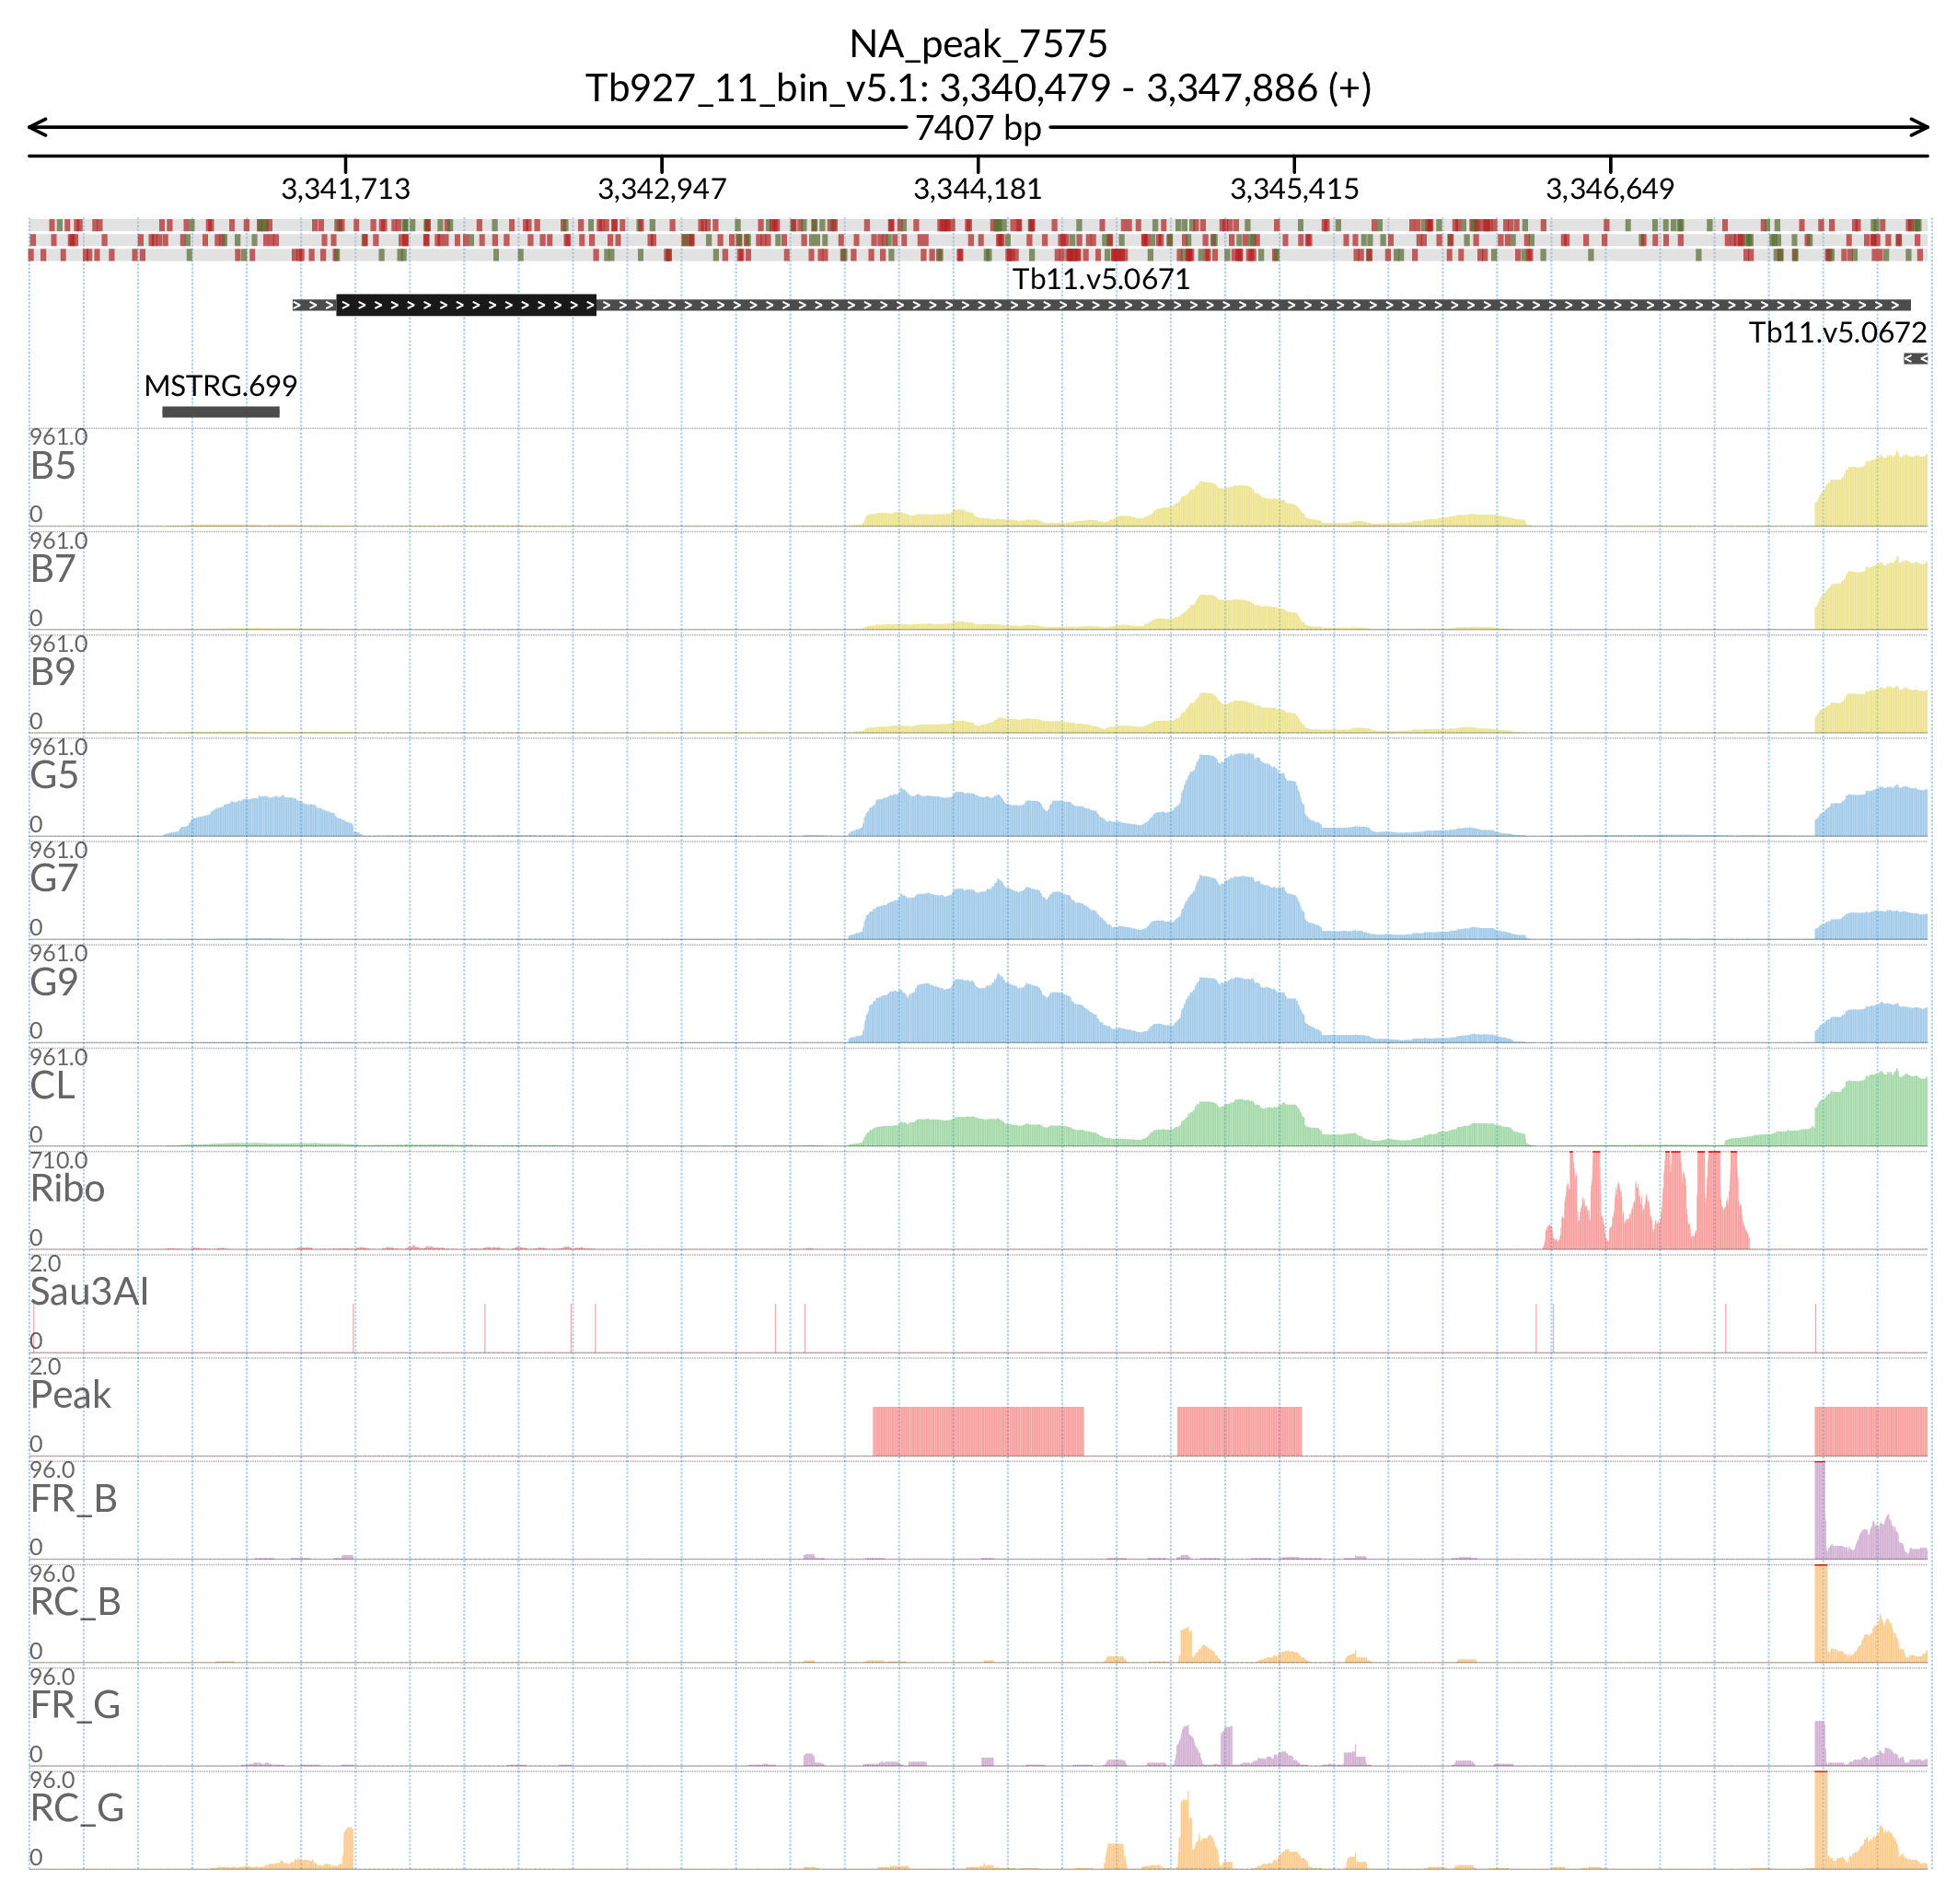 NA_peak_7575
Tb927_11_bin_v5.1: 3,340,479 - 3,347,886 (+)
7407 bp
3,341,713 3,342,947 3,344,181 3,345,415 3,346,649
Tb11.v5.0671
Tb11.v5.0672
MSTRG.699
961.0
B5
0
961.0
B7
0
961.0
B9
0
961.0
G5
0
961.0
G7
0
961.0
G9
0
961.0
CL
0
710.0
Ribo
0
2.0
Sau3AI
0
2.0
Peak
0
96.0
FR_B
0
96.0
RC_B
0
96.0
FR_G
0
96.0
RC_G
0